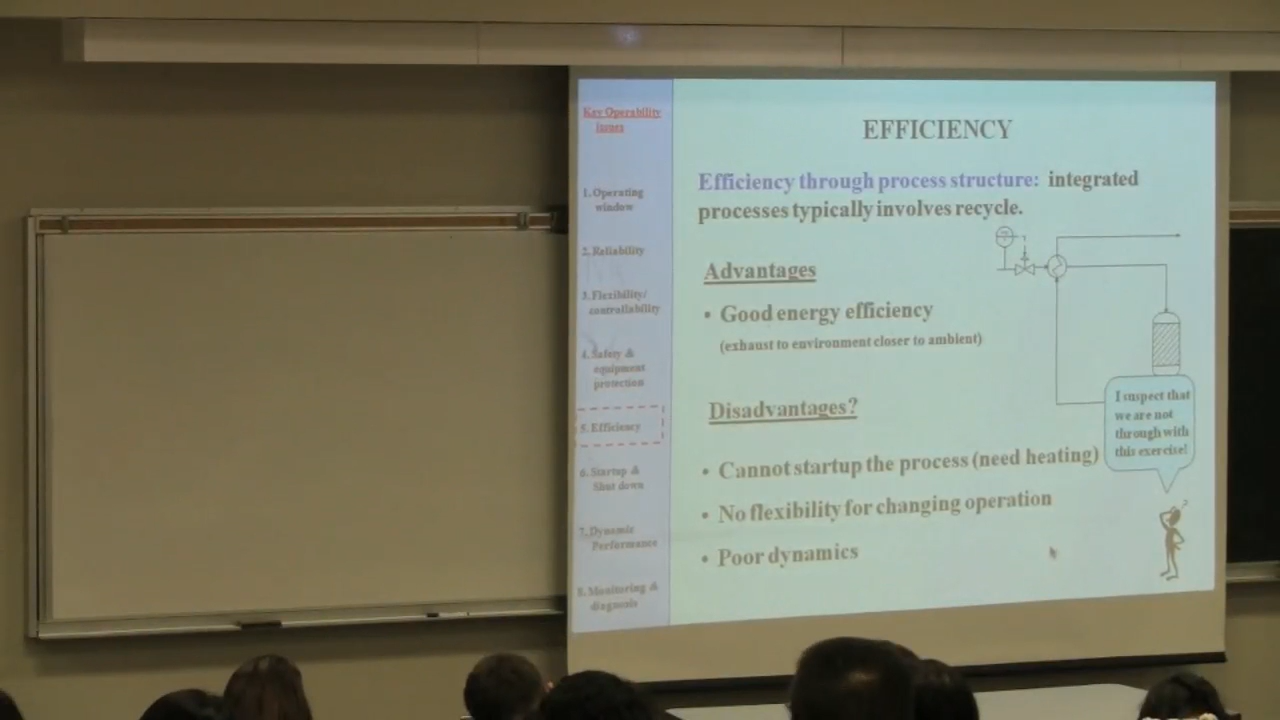 Key Operability
issues
1. Operating
window
2. Reliability
3. Flexibility/
controllability
4. Safety &
equipment
protection
5. Efficiency
6. Startup &
Shut down
7. Dynamic
Performance
8. Monitoring &
diagnosis
EFFICIENCY
Efficiency through process structure: integrated
processes typically involves recycle.
Advantages
• Good energy efficiency
(exhaust to environment closer to ambient)
Disadvantages?
• Cannot startup the process (need heating)
• No flexibility for changing operation
• Poor dynamics
I suspect that
we are not
through with
this exercise!